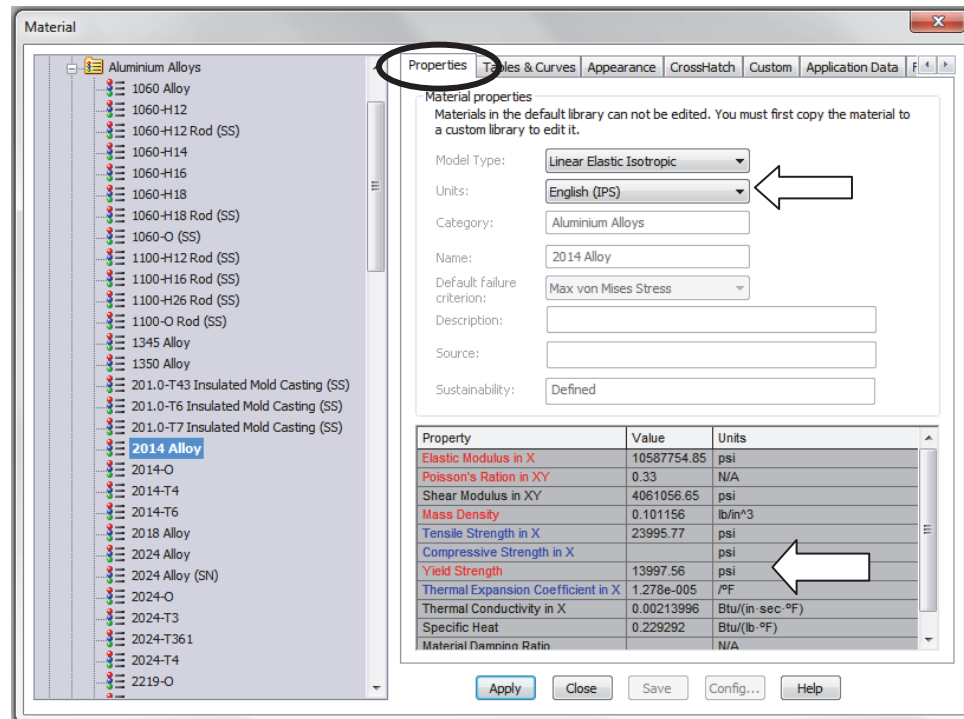 Material
Aluminium Alloys
1060 Alloy
1060-H12
1060-H12 Rod (SS)
1060-H14
1060-H16
1060-H18
1060-H18 Rod (SS)
1060-O (SS)
1100-H12 Rod (SS)
1100-H16 Rod (SS)
1100-H26 Rod (SS)
1100-O Rod (SS)
1345 Alloy
1350 Alloy
201.0-T43 Insulated Mold Casting (SS)
201.0-T6 Insulated Mold Casting (SS)
201.0-T7 Insulated Mold Casting (SS)
2014 Alloy
2014-O
2014-T4
2014-T6
2018 Alloy
2024 Alloy
2024 Alloy (SN)
2024-O
2024-T3
2024-T361
2024-T4
2219-O
Properties Tables & Curves Appearance CrossHatch Custom Application Data F
Material properties
Materials in the default library can not be edited. You must first copy the material to
a custom library to edit it.
Model Type: Linear Elastic Isotropic
Units: English (IPS)
Category: Aluminium Alloys
Name: 2014 Alloy
Default failure
criterion: Max von Mises Stress
Description:
Source:
Sustainability: Defined
Property Value Units
Elastic Modulus in X 10587754.85 psi
Poisson's Ration in XY 0.33 N/A
Shear Modulus in XY 4061056.65 psi
Mass Density 0.101156 lb/in^3
Tensile Strength in X 23995.77 psi
Compressive Strength in X psi
Yield Strength 13997.56 psi
Thermal Expansion Coefficient in X 1.278e-005 /ºF
Thermal Conductivity in X 0.00213996 Btu/(in·sec·ºF)
Specific Heat 0.229292 Btu/(lb·ºF)
Material Damping Ratio N/A
Apply Close Save Config... Help